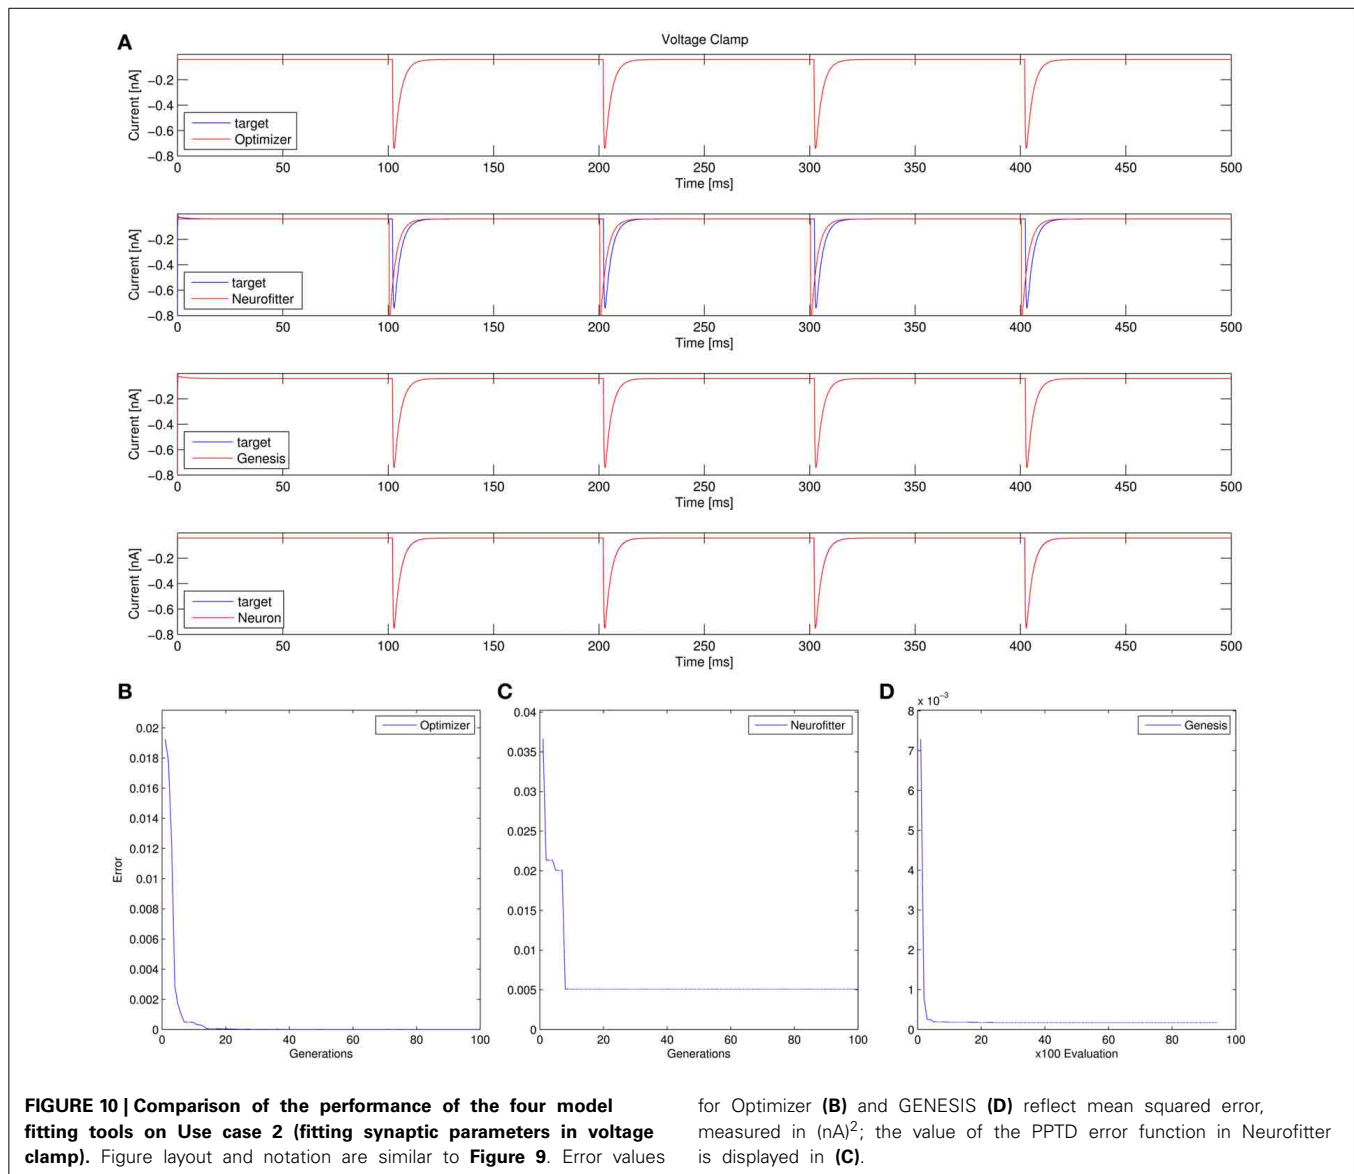 A
Voltage Clamp
Current [nA]
−0.2
−0.4
−0.6
−0.8
target
Optimizer
0 50 100 150 200 250 300 350 400 450 500
Time [ms]
Current [nA]
−0.2
−0.4
−0.6
−0.8
target
Neurofitter
0 50 100 150 200 250 300 350 400 450 500
Time [ms]
Current [nA]
−0.2
−0.4
−0.6
−0.8
target
Genesis
0 50 100 150 200 250 300 350 400 450 500
Time [ms]
Current [nA]
−0.2
−0.4
−0.6
−0.8
target
Neuron
0 50 100 150 200 250 300 350 400 450 500
Time [ms]
B
Error
0.02
0.018
0.016
0.014
0.012
0.01
0.008
0.006
0.004
0.002
0
Optimizer
0 20 40 60 80 100
Generations
C
0.04
0.035
0.03
0.025
0.02
0.015
0.01
0.005
0
Neurofitter
0 20 40 60 80 100
Generations
D
x 10⁻³
8
7
6
5
4
3
2
1
0
Genesis
0 20 40 60 80 100
x100 Evaluation
FIGURE 10 | Comparison of the performance of the four model
fitting tools on Use case 2 (fitting synaptic parameters in voltage
clamp). Figure layout and notation are similar to Figure 9. Error values
for Optimizer (B) and GENESIS (D) reflect mean squared error,
measured in (nA)²; the value of the PPTD error function in Neurofitter
is displayed in (C).